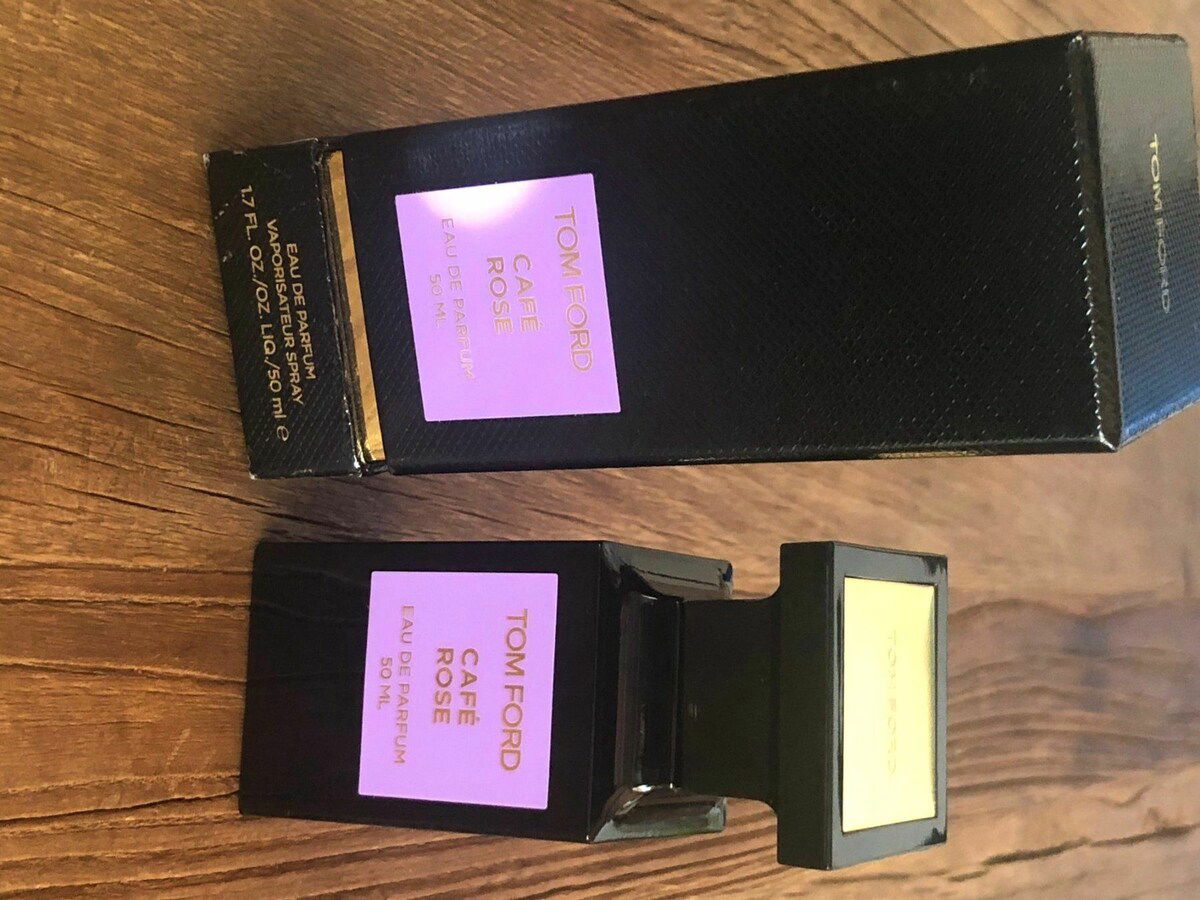 TOM FORD
TOM FORD
CAFÉ
ROSE
EAU DE PARFUM
50 ML
EAU DE PARFUM
VAPORISATEUR SPRAY
1.7 FL. OZ./OZ. LIQ./50 ml e
TOM FORD
TOM FORD
CAFÉ
ROSE
EAU DE PARFUM
50 ML